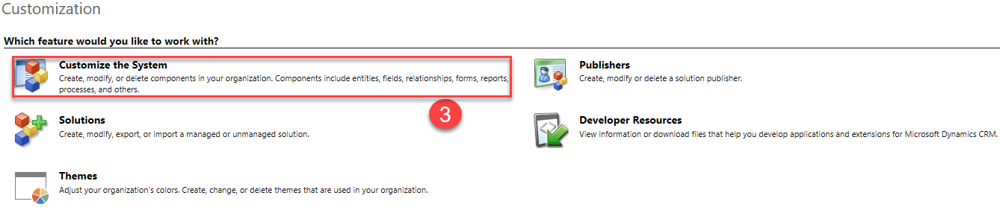 Customization
Which feature would you like to work with?
Customize the System
Create, modify, or delete components in your organization. Components include entities, fields, relationships, forms, reports,
processes, and others.
Publishers
Create, modify or delete a solution publisher.
3
Solutions
Create, modify, export, or import a managed or unmanaged solution.
Developer Resources
View information or download files that help you develop applications and extensions for Microsoft Dynamics CRM.
Themes
Adjust your organization's colors. Create, change, or delete themes that are used in your organization.